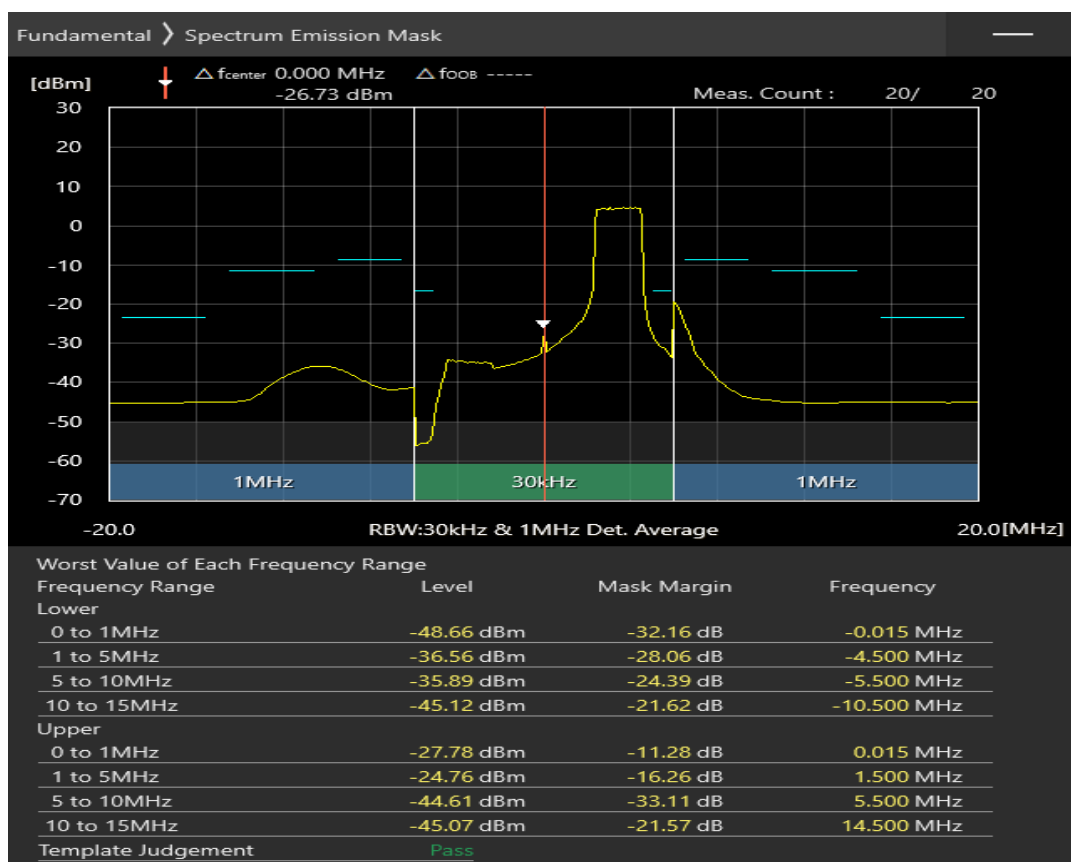 Fundamental ❯ Spectrum Emission Mask
[dBm] △ fcenter 0.000 MHz △ fOOB -----
-26.73 dBm Meas. Count : 20/ 20
30
20
10
0
-10
-20
-30
-40
-50
-60
-70
1MHz 30kHz 1MHz
-20.0 RBW:30kHz & 1MHz Det. Average 20.0[MHz]
Worst Value of Each Frequency Range
Frequency Range Level Mask Margin Frequency
Lower
0 to 1MHz -48.66 dBm -32.16 dB -0.015 MHz
1 to 5MHz -36.56 dBm -28.06 dB -4.500 MHz
5 to 10MHz -35.89 dBm -24.39 dB -5.500 MHz
10 to 15MHz -45.12 dBm -21.62 dB -10.500 MHz
Upper
0 to 1MHz -27.78 dBm -11.28 dB 0.015 MHz
1 to 5MHz -24.76 dBm -16.26 dB 1.500 MHz
5 to 10MHz -44.61 dBm -33.11 dB 5.500 MHz
10 to 15MHz -45.07 dBm -21.57 dB 14.500 MHz
Template Judgement Pass